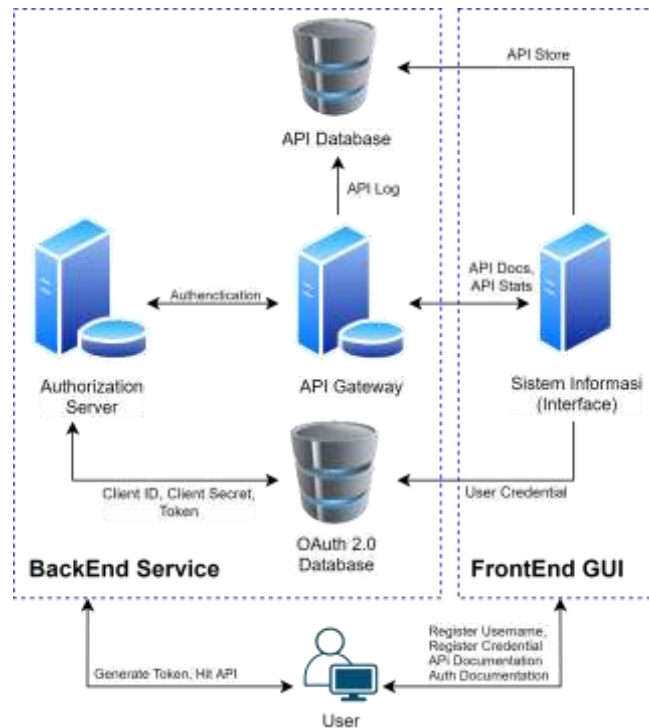 API Store
API Database
API Log
API Docs,
API Stats
Authenctication
Authorization
Server
API Gateway
Sistem Informasi
(Interface)
Client ID, Client Secret,
Token
User Credential
OAuth 2.0
Database
BackEnd Service
FrontEnd GUI
Generate Token, Hit API
Register Username,
Register Credential
API Documentation
Auth Documentation
User